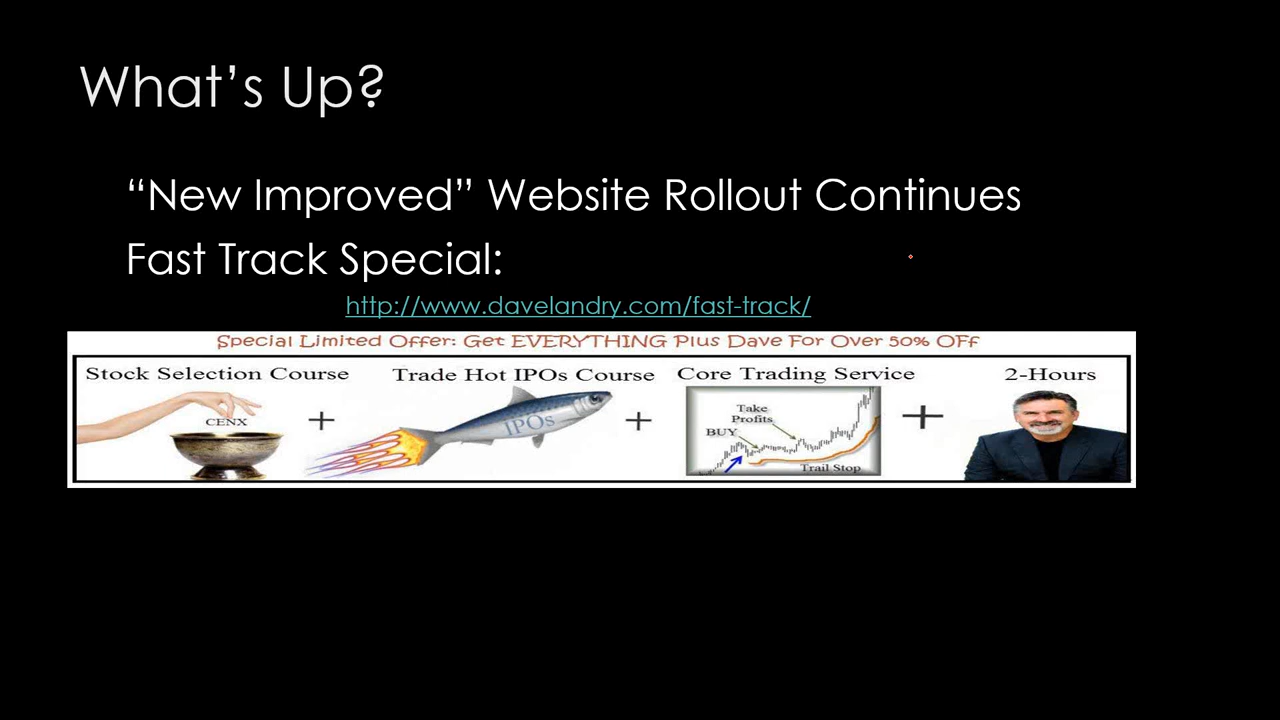 What’s Up?
“New Improved” Website Rollout Continues
Fast Track Special:
http://www.davelandry.com/fast-track/
Special Limited Offer: Get EVERYTHING Plus Dave For Over 50% OFf
Stock Selection Course
Trade Hot IPOs Course
Core Trading Service
2-Hours
CENX
+
IPOs
+
Take
Profits
BUY
Trail Stop
+